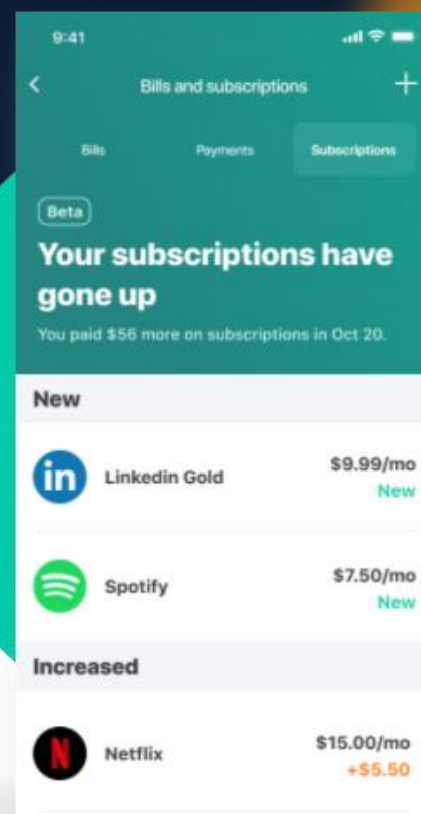 9:41
Bills and subscriptions
Bills Payments Subscriptions
Beta
Your subscriptions have
gone up
You paid $56 more on subscriptions in Oct 20.
New
in Linkedin Gold $9.99/mo
New
Spotify $7.50/mo
New
Increased
N Netflix $15.00/mo
+$5.50